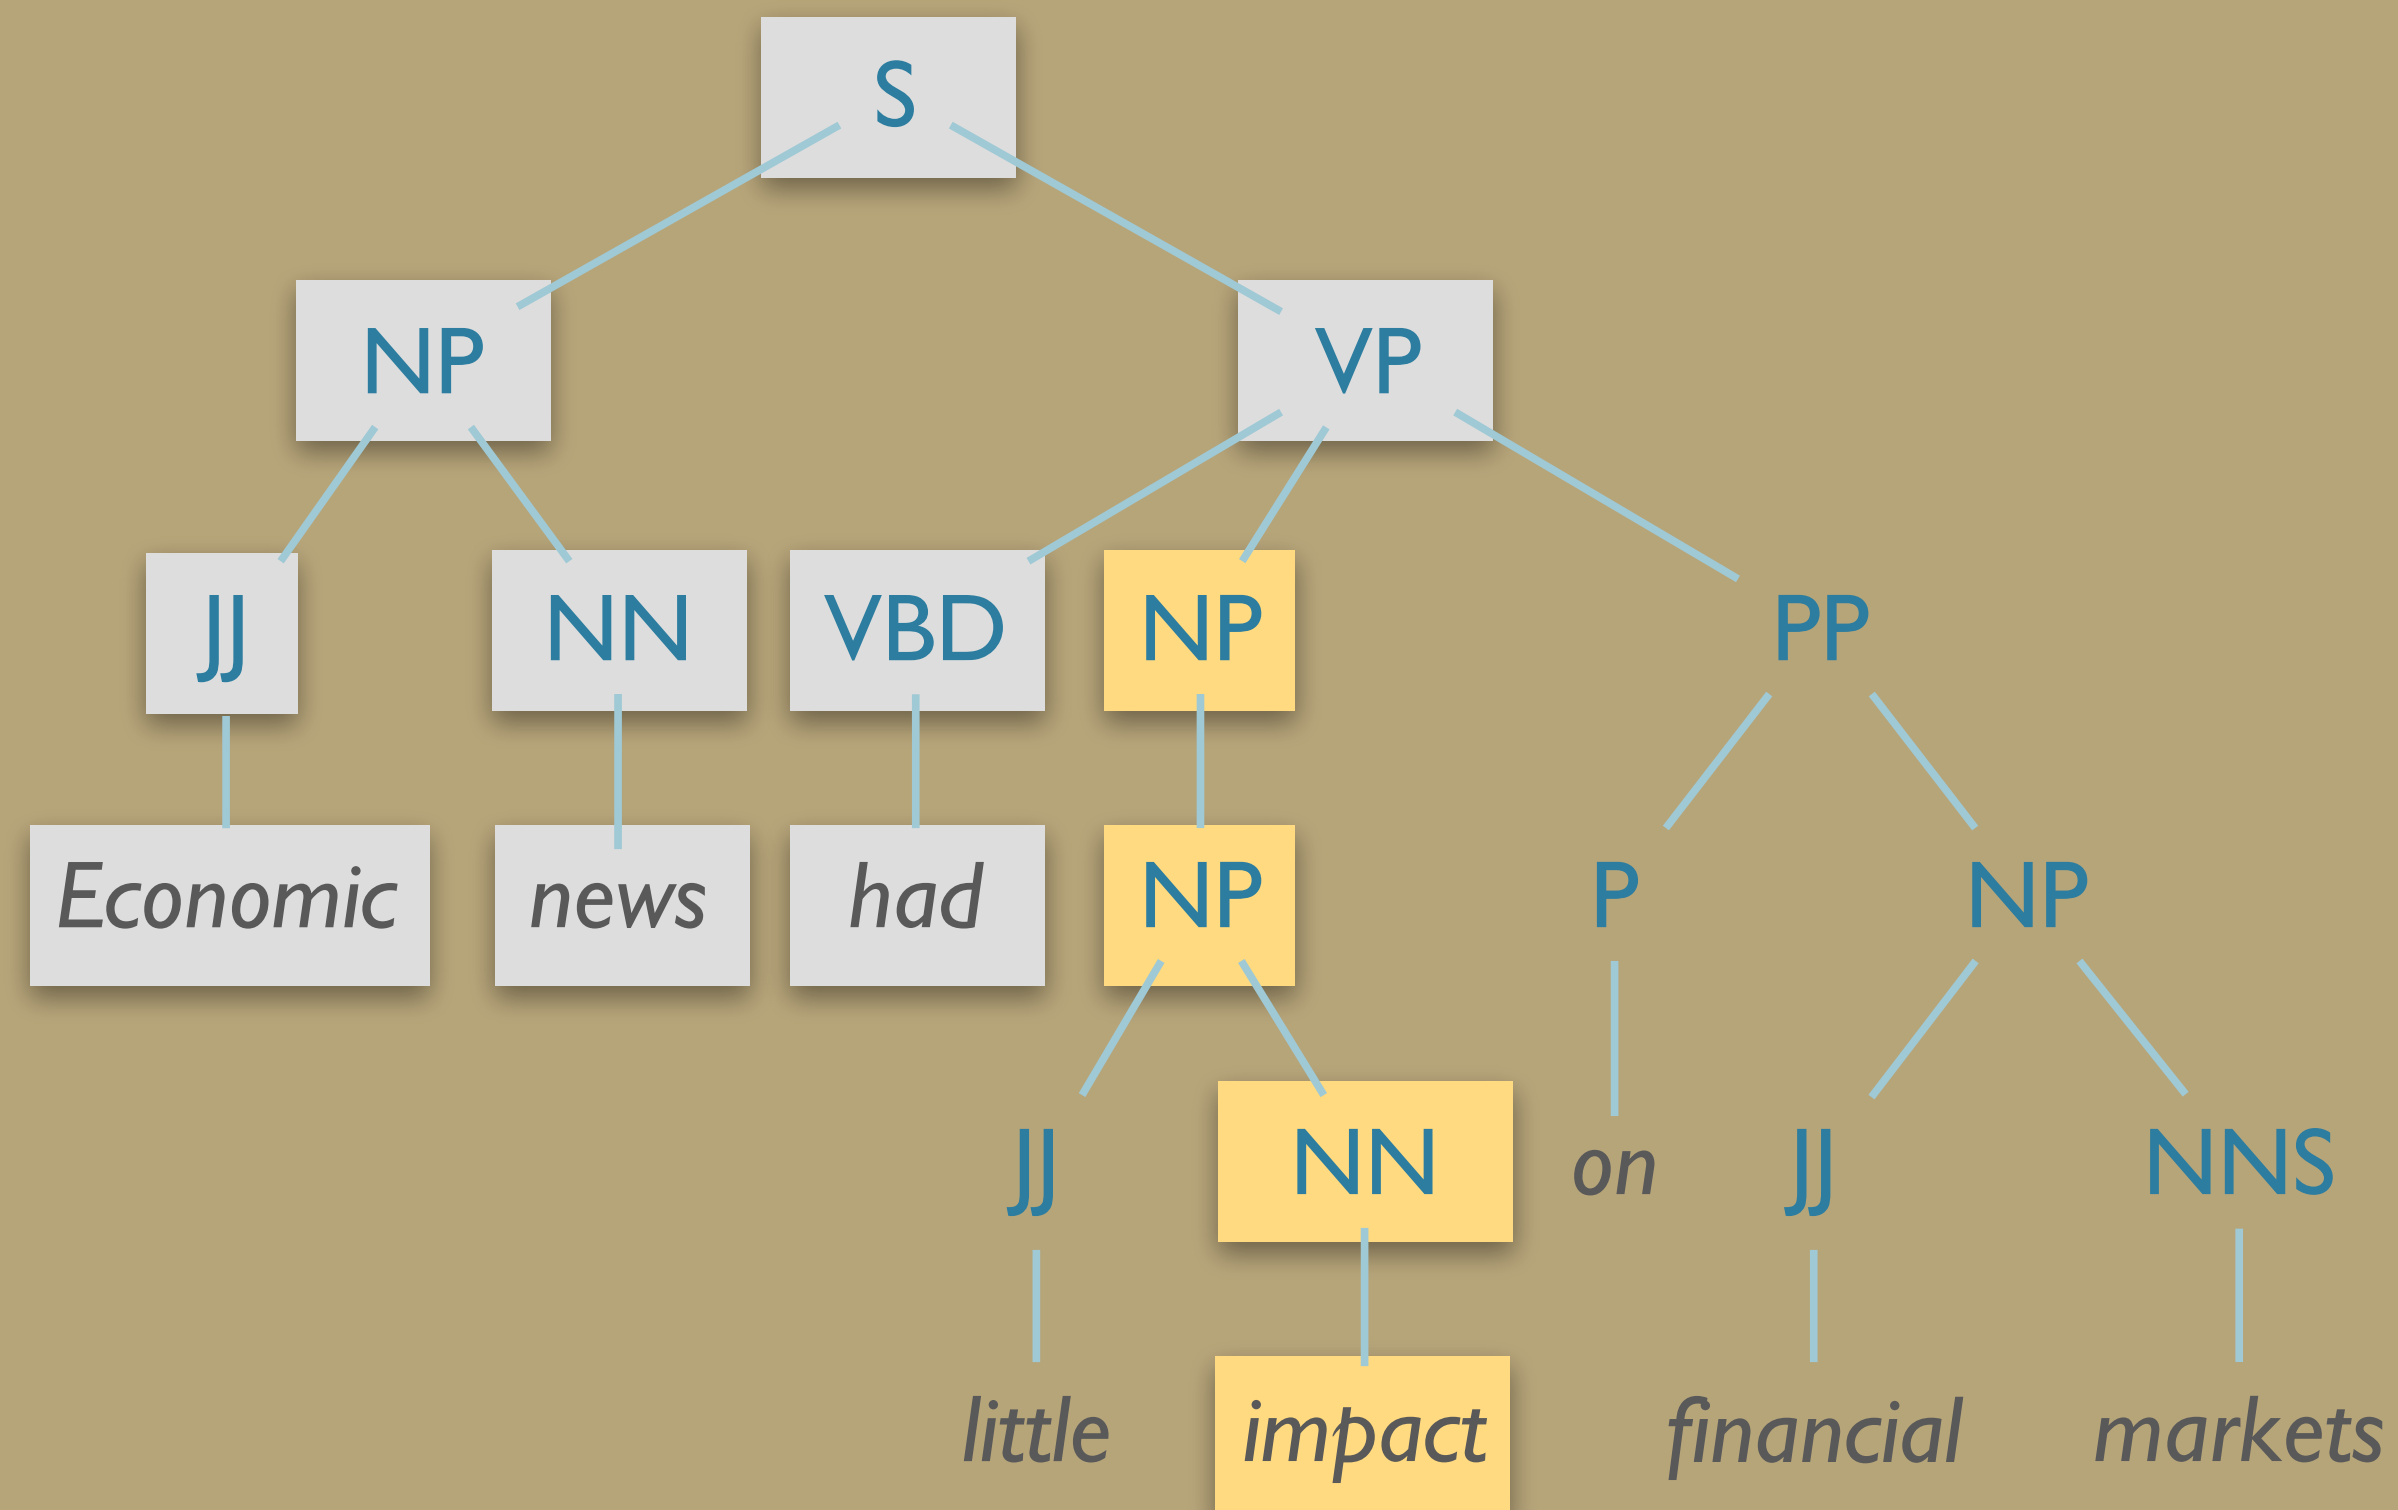 S
NP VP
JJ NN VBD NP PP
Economic news had NP P NP
JJ NN on JJ NNS
little impact financial markets